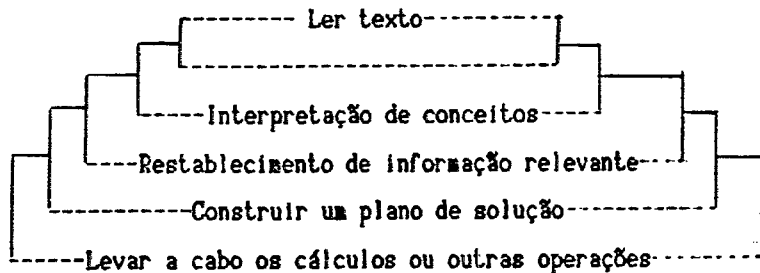 Ler texto
Interpretação de conceitos
Restablecimento de informação relevante
Construir um plano de solução
Levar a cabo os cálculos ou outras operações